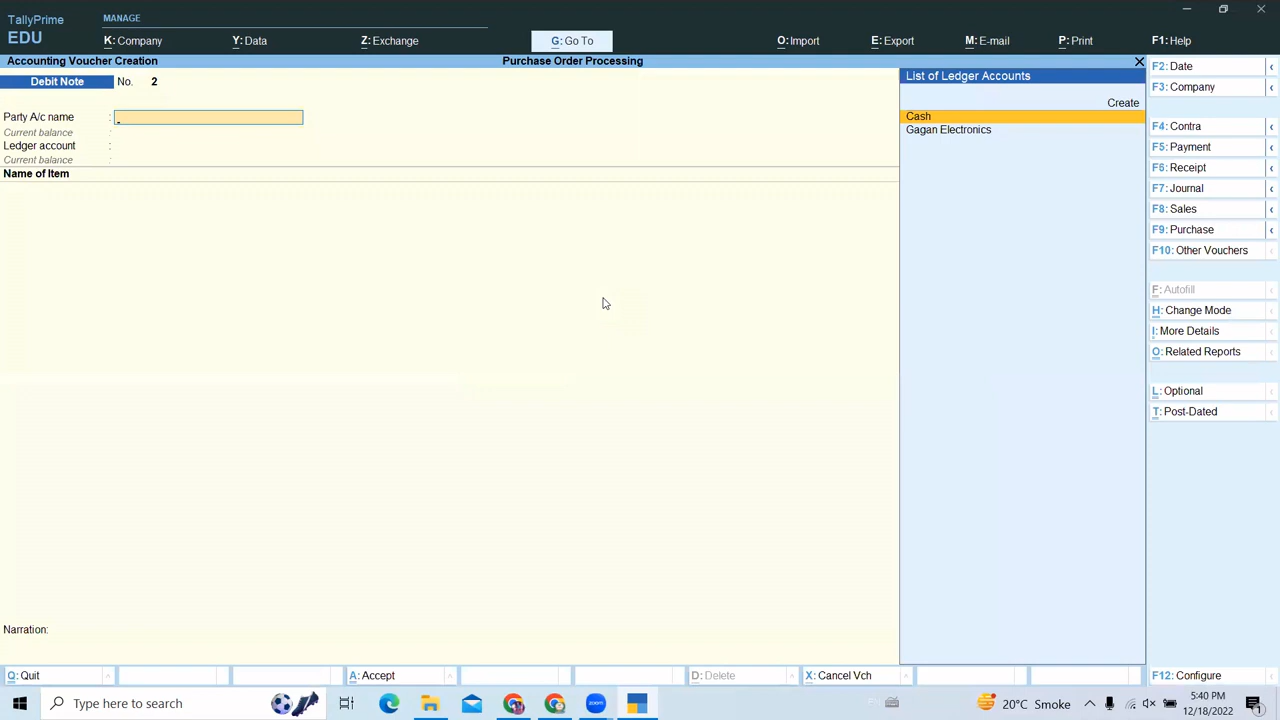 TallyPrime
EDU
MANAGE
K: Company
Y: Data
Z: Exchange
G: Go To
O: Import
E: Export
M: E-mail
P: Print
F1: Help
Accounting Voucher Creation
Purchase Order Processing
Debit Note No. 2
Party A/c name :
Current balance :
Ledger account :
Current balance :
Name of Item
Narration:
List of Ledger Accounts
Create
Cash
Gagan Electronics
F2: Date
F3: Company
F4: Contra
F5: Payment
F6: Receipt
F7: Journal
F8: Sales
F9: Purchase
F10: Other Vouchers
F: Autofill
H: Change Mode
I: More Details
O: Related Reports
L: Optional
T: Post-Dated
Q: Quit
A: Accept
D: Delete
X: Cancel Vch
F12: Configure
Type here to search
zoom
20°C Smoke
ENG
5:40 PM
12/18/2022
1